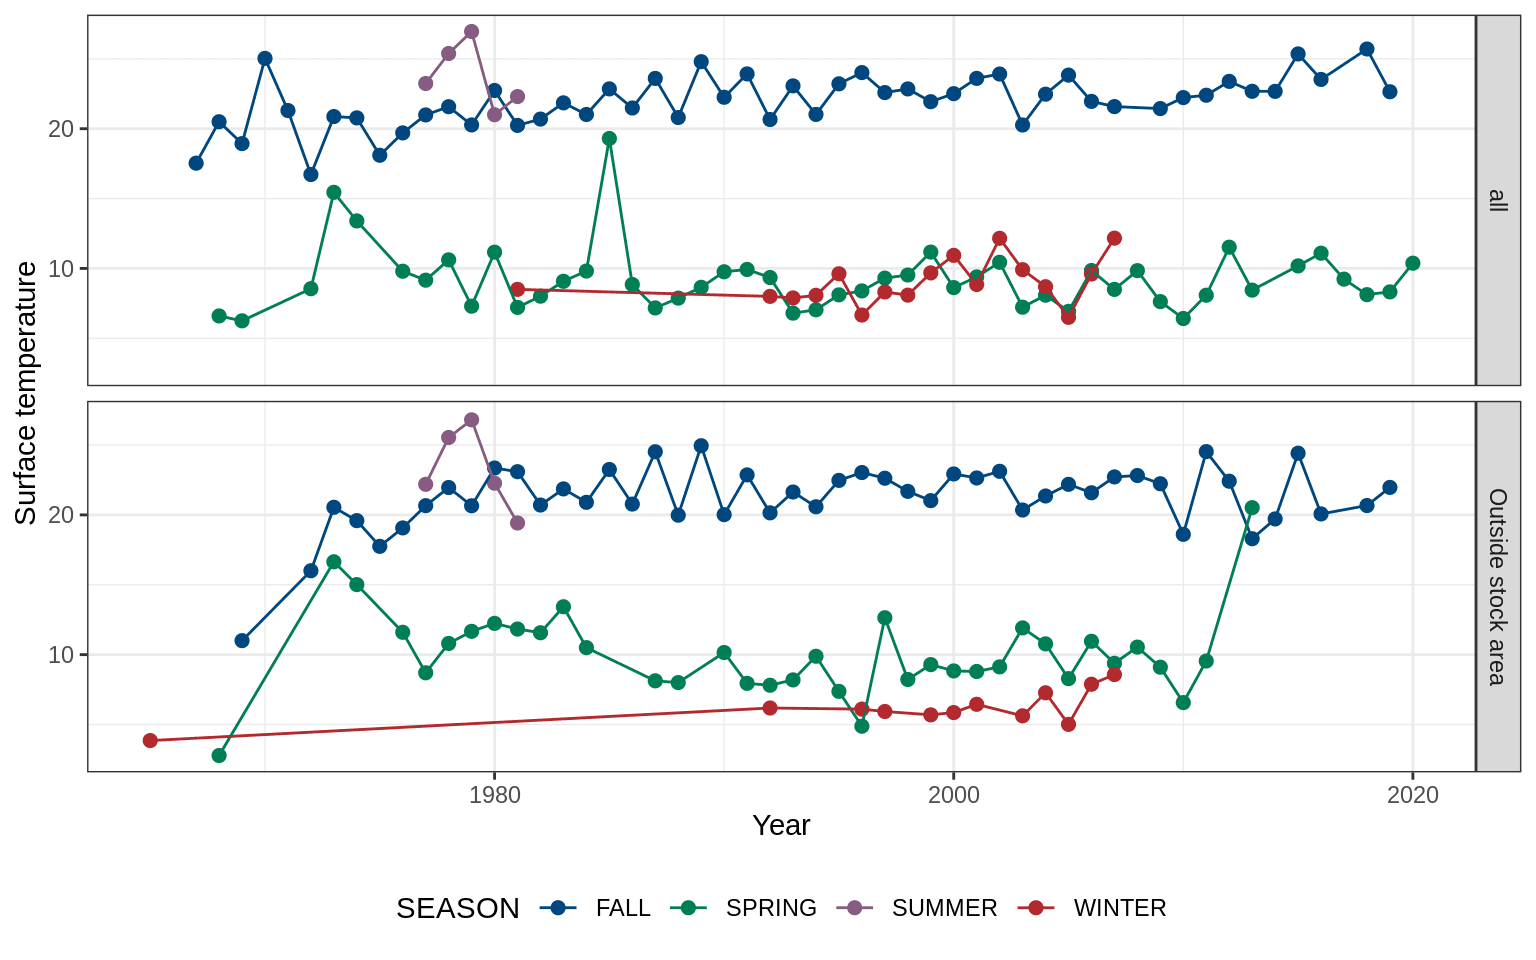 Surface temperature
20
10
all
20
10
Outside stock area
1980 2000 2020
Year
SEASON FALL SPRING SUMMER WINTER